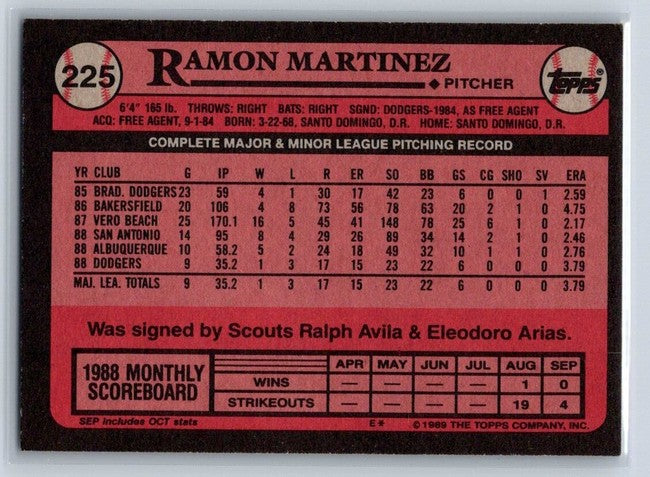 225
RAMON MARTINEZ
PITCHER
topps®
6'4" 165 lb. THROWS: RIGHT BATS: RIGHT SGND: DODGERS-1984, AS FREE AGENT
ACQ: FREE AGENT, 9-1-84 BORN: 3-22-68, SANTO DOMINGO, D.R. HOME: SANTO DOMINGO, D.R.
COMPLETE MAJOR & MINOR LEAGUE PITCHING RECORD
YR CLUB G IP W L R ER SO BB GS CG SHO SV ERA
85 BRAD. DODGERS 23 59 4 1 30 17 42 23 6 0 0 1 2.59
86 BAKERSFIELD 20 106 4 8 73 56 78 63 20 2 1 0 4.75
87 VERO BEACH 25 170.1 16 5 45 41 148 78 25 6 1 0 2.17
88 SAN ANTONIO 14 95 8 4 29 26 89 34 14 2 1 0 2.46
88 ALBUQUERQUE 10 58.2 5 2 24 18 49 32 10 1 1 0 2.76
88 DODGERS 9 35.2 1 3 17 15 23 22 6 0 0 0 3.79
MAJ. LEA. TOTALS 9 35.2 1 3 17 15 23 22 6 0 0 0 3.79
Was signed by Scouts Ralph Avila & Eleodoro Arias.
1988 MONTHLY SCOREBOARD
APR MAY JUN JUL AUG SEP
WINS — — — — 1 0
STRIKEOUTS — — — — 19 4
SEP includes OCT stats
E* ©1989 THE TOPPS COMPANY, INC.